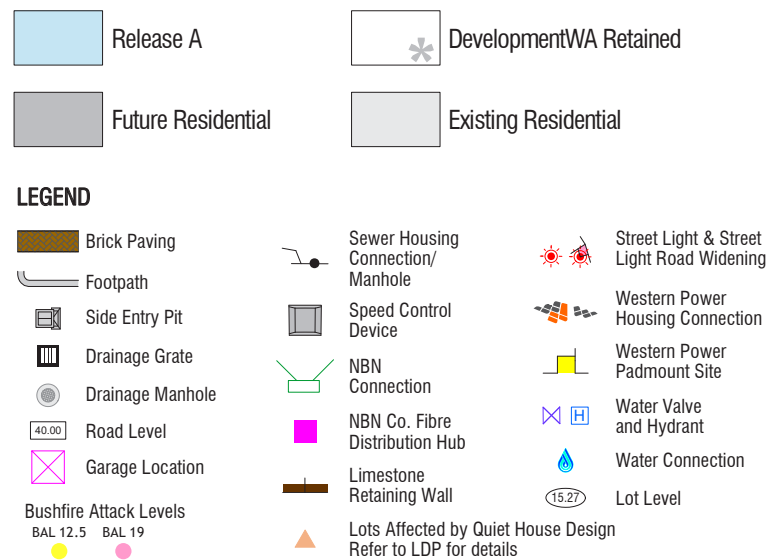 Release A
DevelopmentWA Retained
Future Residential
Existing Residential
LEGEND
Brick Paving
Footpath
Side Entry Pit
Drainage Grate
Drainage Manhole
40.00
Road Level
Garage Location
Bushfire Attack Levels
BAL 12.5 BAL 19
Sewer Housing
Connection/
Manhole
Speed Control
Device
NBN
Connection
NBN Co. Fibre
Distribution Hub
Limestone
Retaining Wall
Lots Affected by Quiet House Design
Refer to LDP for details
Street Light & Street
Light Road Widening
Western Power
Housing Connection
Western Power
Padmount Site
H
Water Valve
and Hydrant
Water Connection
15.27
Lot Level